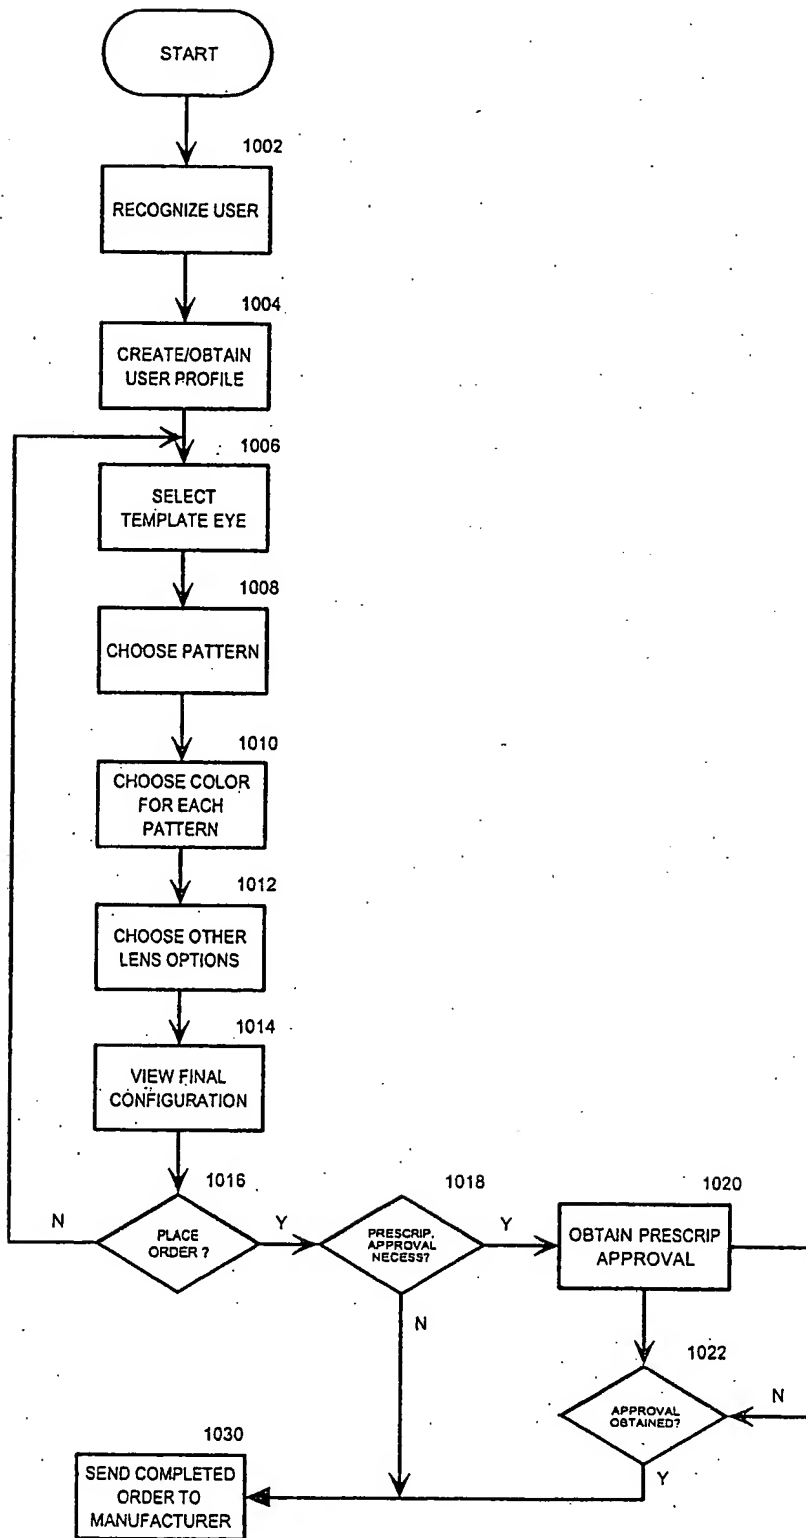 START
1002
RECOGNIZE USER
1004
CREATE/OBTAIN
USER PROFILE
1006
SELECT
TEMPLATE EYE
1008
CHOOSE PATTERN
1010
CHOOSE COLOR
FOR EACH
PATTERN
1012
CHOOSE OTHER
LENS OPTIONS
1014
VIEW FINAL
CONFIGURATION
1016
PLACE
ORDER ?
N
Y
1018
PRESCRIP.
APPROVAL
NECESS?
Y
N
1020
OBTAIN PRESCRIP
APPROVAL
1022
APPROVAL
OBTAINED?
N
Y
1030
SEND COMPLETED
ORDER TO
MANUFACTURER